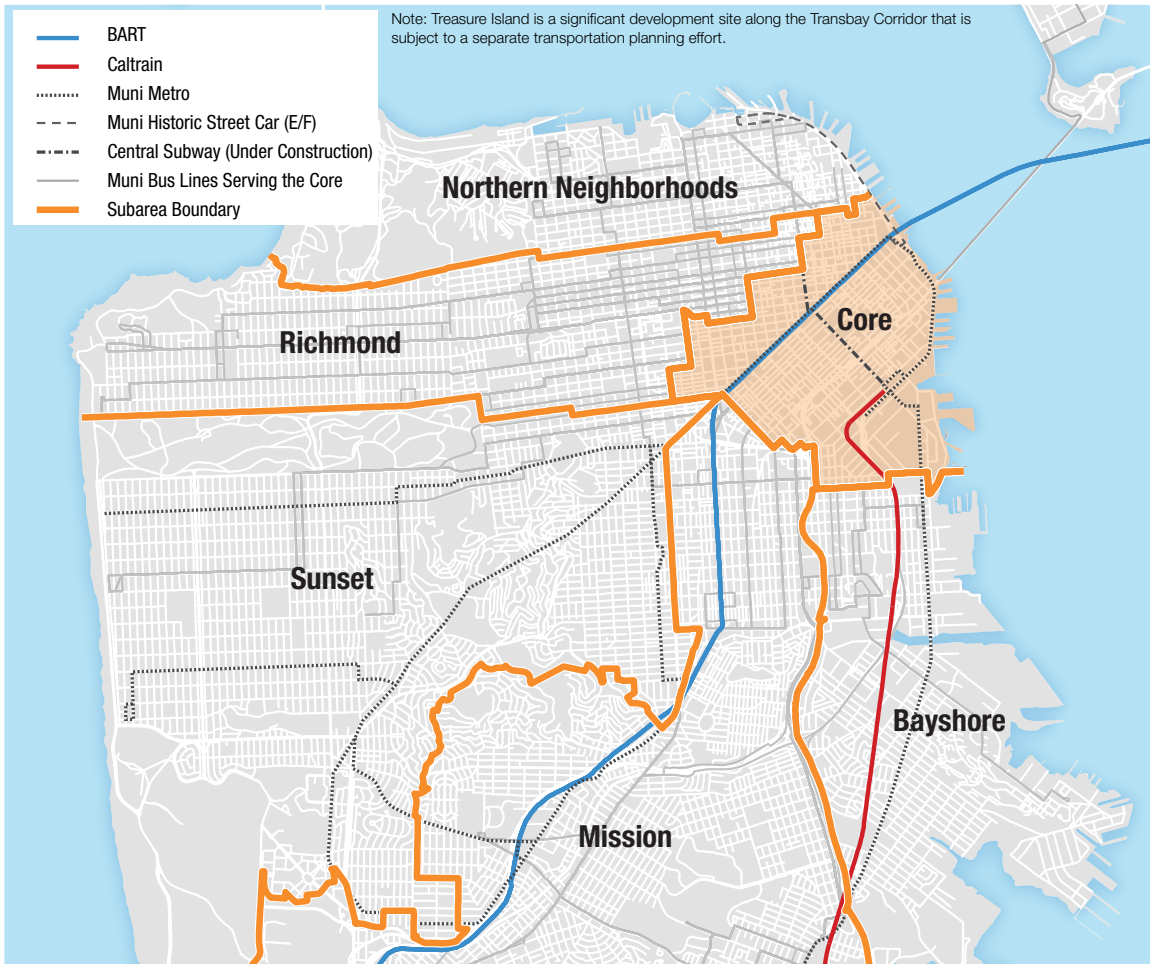 BART
Caltrain
Muni Metro
Muni Historic Street Car (E/F)
Central Subway (Under Construction)
Muni Bus Lines Serving the Core
Subarea Boundary
Note: Treasure Island is a significant development site along the Transbay Corridor that is
subject to a separate transportation planning effort.
Northern Neighborhoods
Core
Richmond
Sunset
Bayshore
Mission